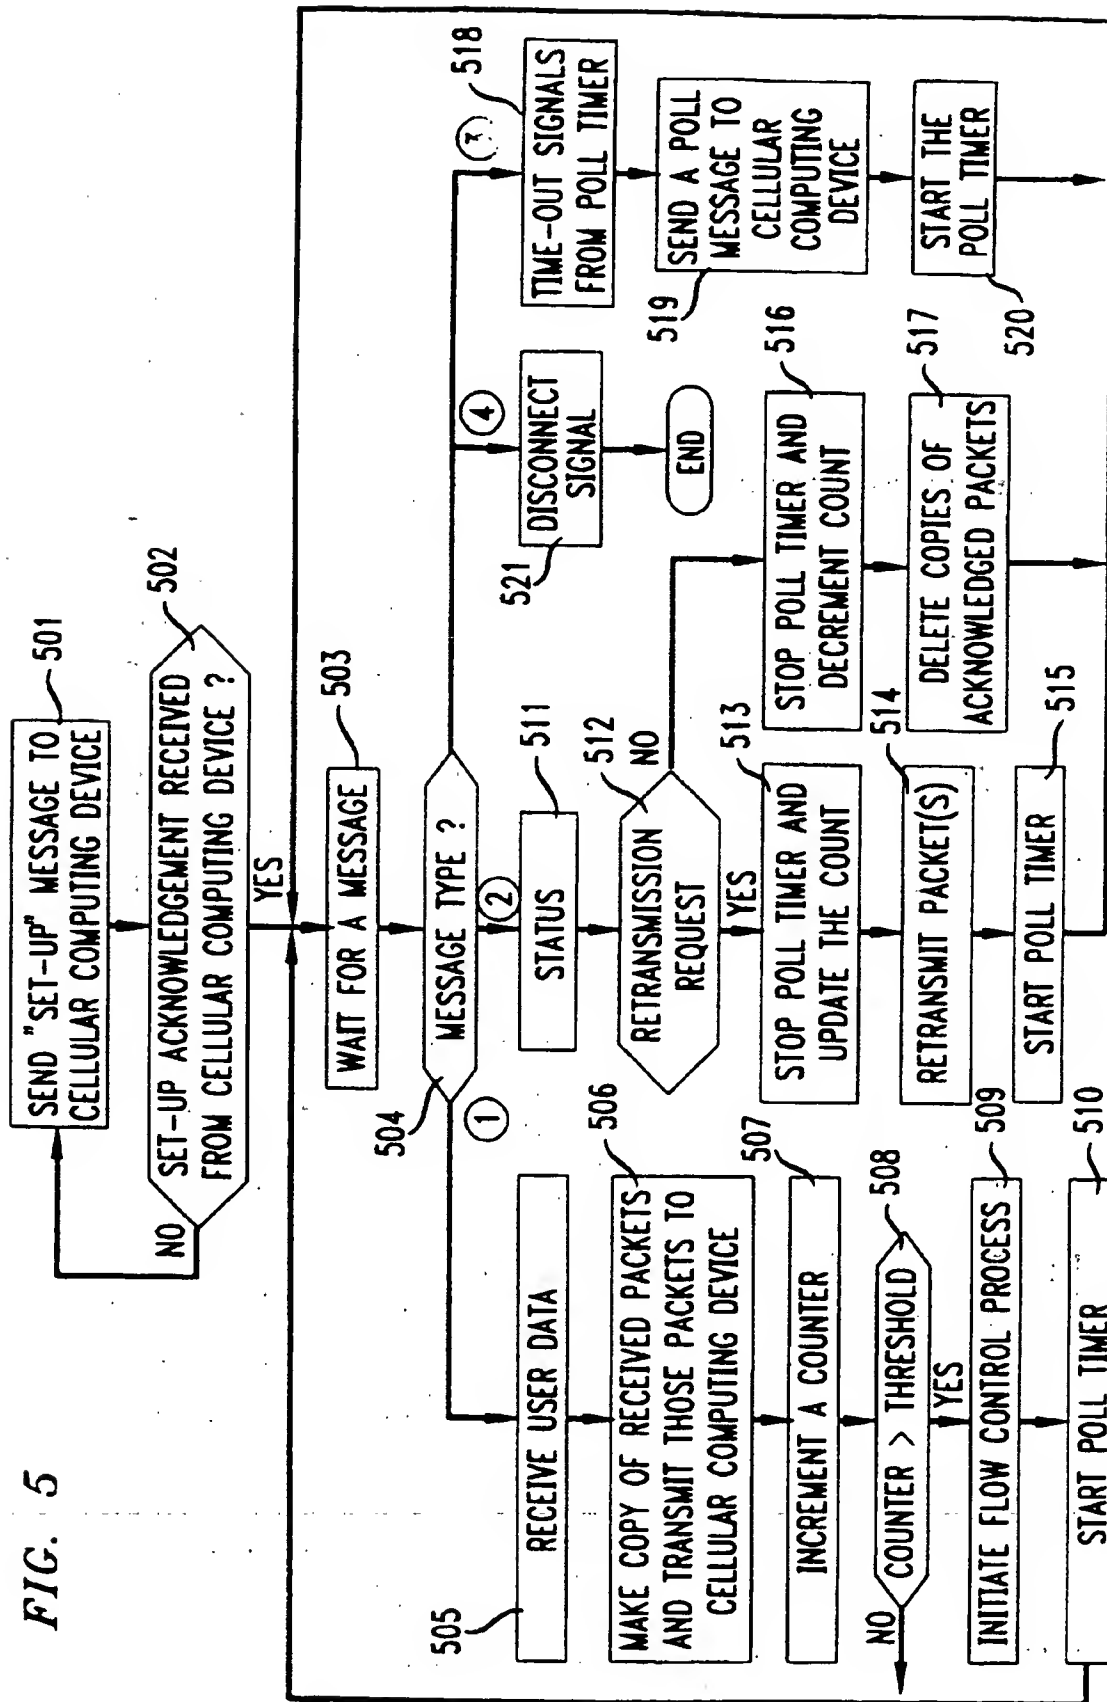 FIG. 5
SEND "SET-UP" MESSAGE TO
CELLULAR COMPUTING DEVICE
501
SET-UP ACKNOWLEDGEMENT RECEIVED
FROM CELLULAR COMPUTING DEVICE ?
502
NO
YES
WAIT FOR A MESSAGE
503
MESSAGE TYPE ?
504
1
2
4
3
RECEIVE USER DATA
505
MAKE COPY OF RECEIVED PACKETS
AND TRANSMIT THOSE PACKETS TO
CELLULAR COMPUTING DEVICE
506
INCREMENT A COUNTER
507
COUNTER > THRESHOLD
508
NO
YES
INITIATE FLOW CONTROL PROCESS
509
START POLL TIMER
510
STATUS
511
RETRANSMISSION
REQUEST
512
NO
YES
STOP POLL TIMER AND
UPDATE THE COUNT
513
RETRANSMIT PACKET(S)
514
START POLL TIMER
515
STOP POLL TIMER AND
DECREMENT COUNT
516
DELETE COPIES OF
ACKNOWLEDGED PACKETS
517
DISCONNECT
SIGNAL
521
END
TIME-OUT SIGNALS
FROM POLL TIMER
518
SEND A POLL
MESSAGE TO
CELLULAR
COMPUTING
DEVICE
519
START THE
POLL TIMER
520